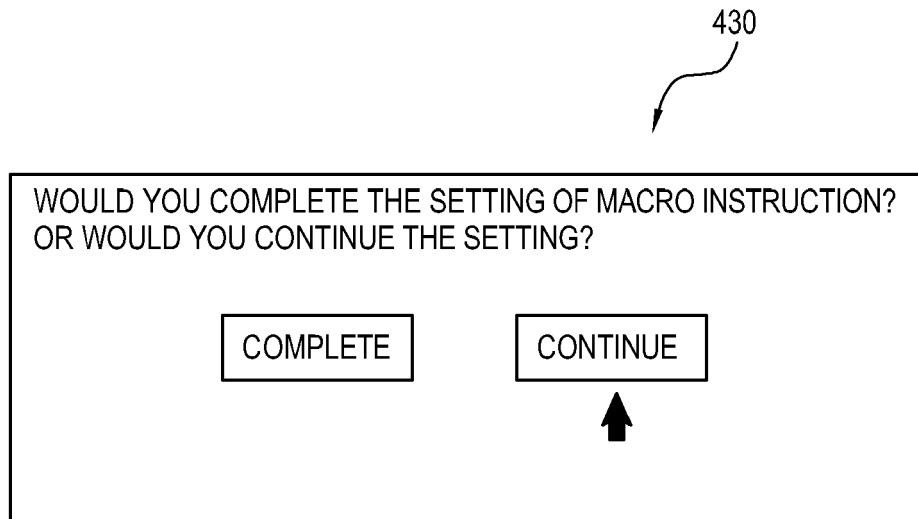 430
WOULD YOU COMPLETE THE SETTING OF MACRO INSTRUCTION?
OR WOULD YOU CONTINUE THE SETTING?
COMPLETE
CONTINUE